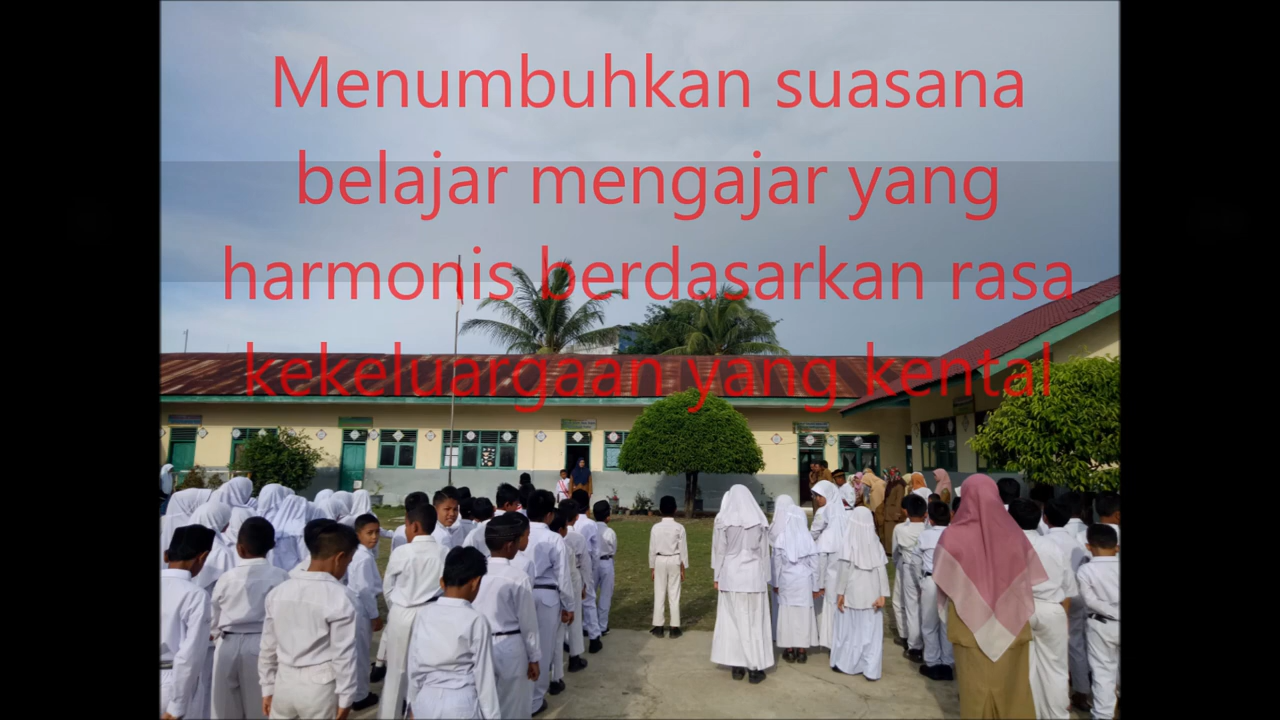 Menumbuhkan suasana
belajar mengajar yang
harmonis berdasarkan rasa
kekeluargaan yang kental